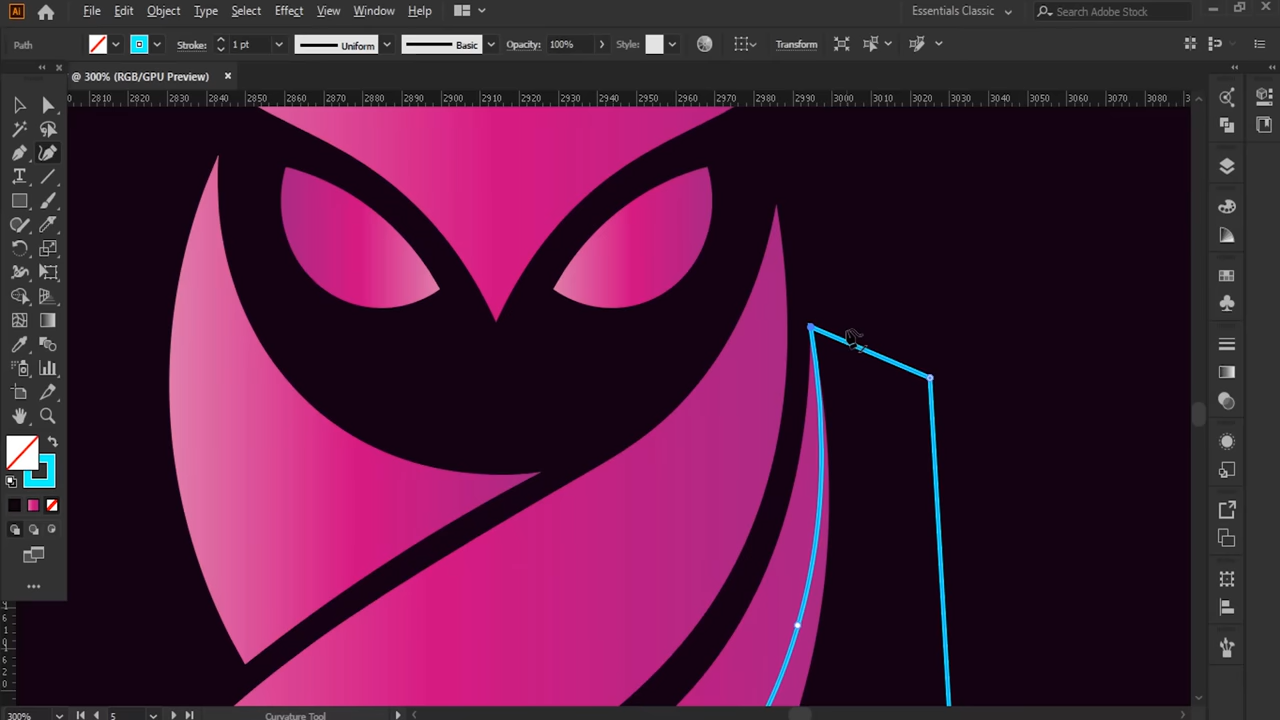 Ai File Edit Object Type Select Effect View Window Help Essentials Classic Search Adobe Stock
Path Stroke: 1 pt Uniform Basic Opacity: 100% Style: Transform
@ 300% (RGB/GPU Preview) ×
2810 2820 2830 2840 2850 2860 2870 2880 2890 2900 2910 2920 2930 2940 2950 2960 2970 2980 2990 3000 3010 3020 3030 3040 3050 3060 3070 3080
300% 5 Curvature Tool